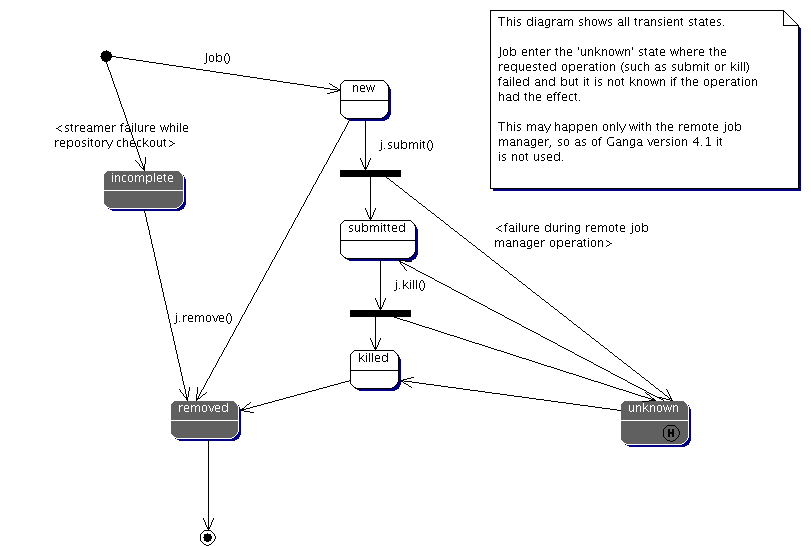 This diagram shows all transient states.
Job enter the 'unknown' state where the
requested operation (such as submit or kill)
failed and but it is not known if the operation
had the effect.
This may happen only with the remote job
manager, so as of Ganga version 4.1 it
is not used.
Job()
new
<streamer failure while
repository checkout>
j.submit()
incomplete
submitted
<failure during remote job
manager operation>
j.kill()
j.remove()
killed
removed
unknown
H